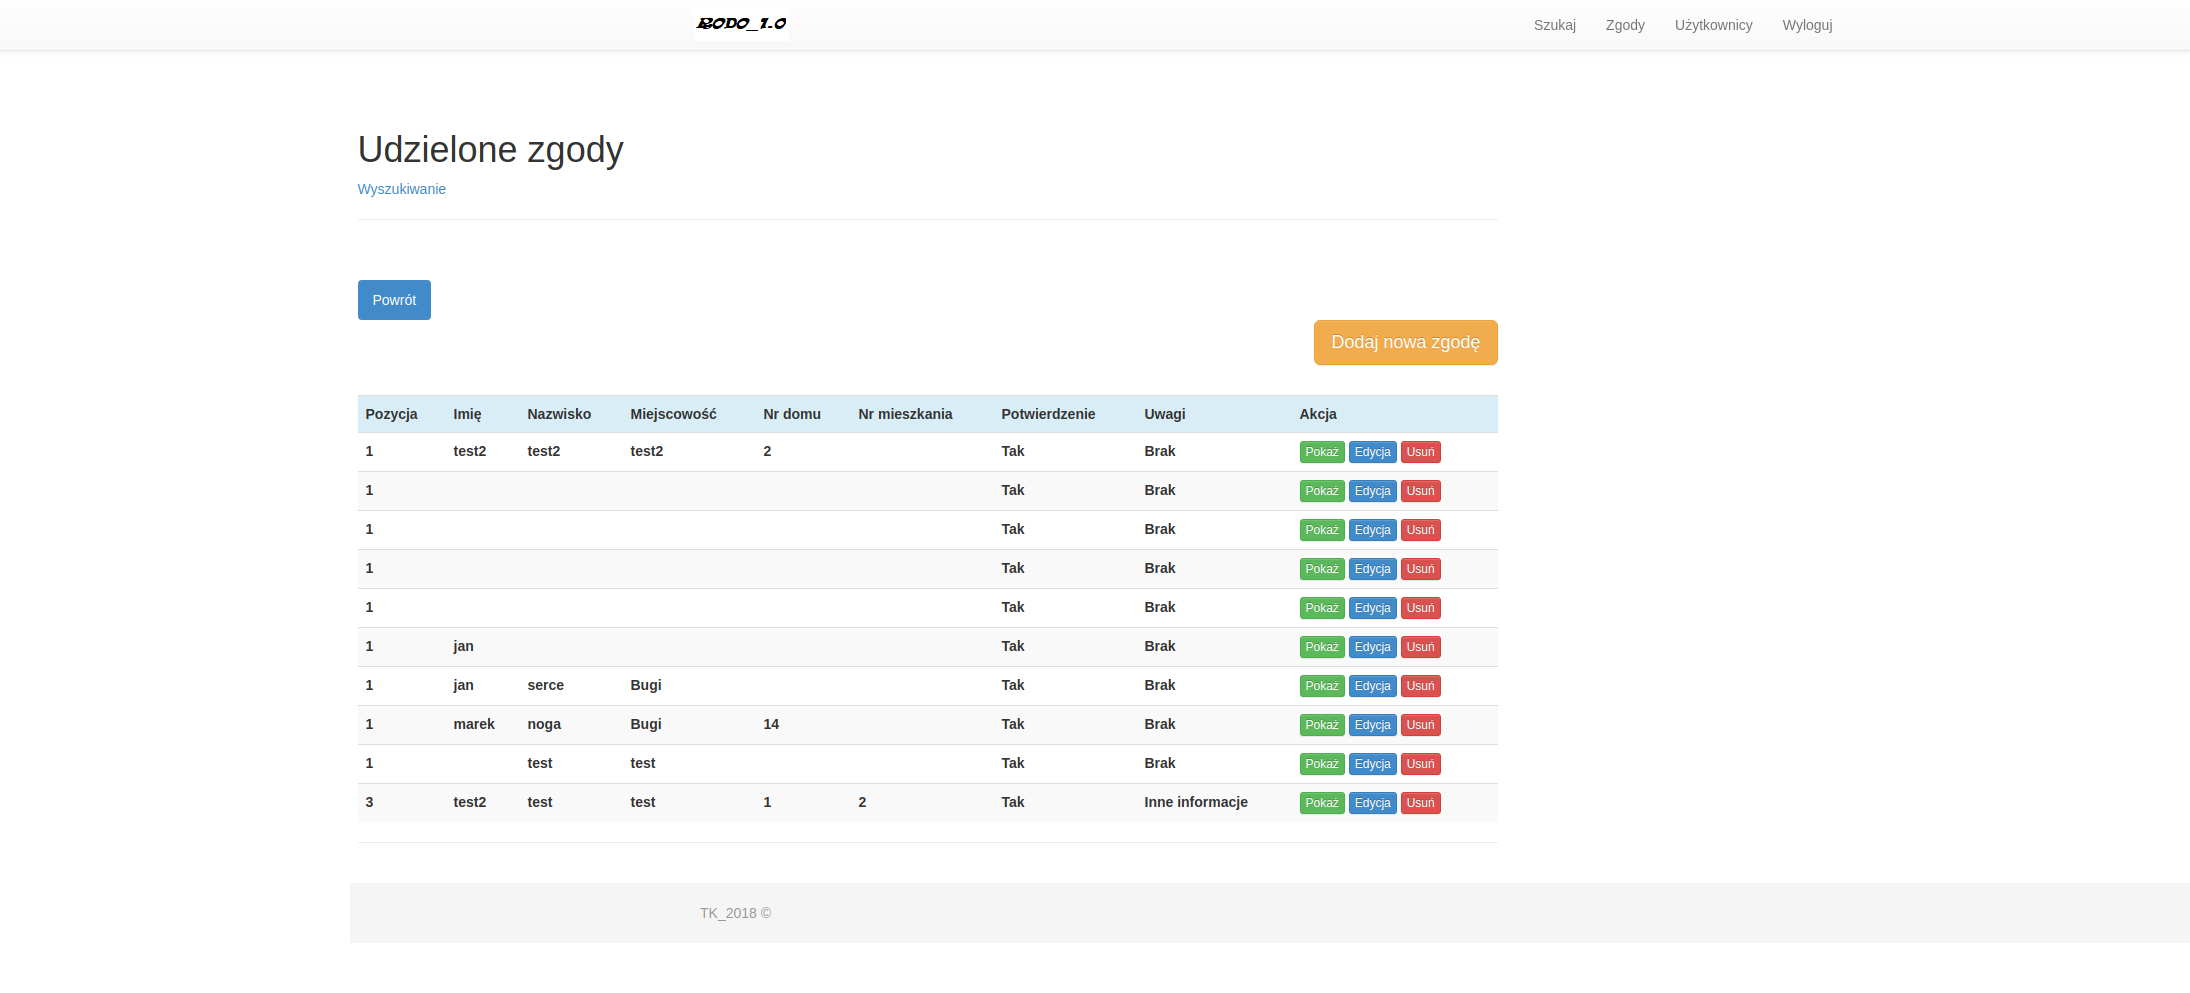 BODO_1.0 Szukaj Zgody Użytkownicy Wyloguj
Udzielone zgody
Wyszukiwanie
Powrót
Dodaj nowa zgodę
Pozycja Imię Nazwisko Miejscowość Nr domu Nr mieszkania Potwierdzenie Uwagi Akcja
1 test2 test2 test2 2 Tak Brak Pokaż Edycja Usuń
1 Tak Brak Pokaż Edycja Usuń
1 Tak Brak Pokaż Edycja Usuń
1 Tak Brak Pokaż Edycja Usuń
1 Tak Brak Pokaż Edycja Usuń
1 jan Tak Brak Pokaż Edycja Usuń
1 jan serce Bugi Tak Brak Pokaż Edycja Usuń
1 marek noga Bugi 14 Tak Brak Pokaż Edycja Usuń
1 test test Tak Brak Pokaż Edycja Usuń
3 test2 test test 1 2 Tak Inne informacje Pokaż Edycja Usuń
TK_2018 ©